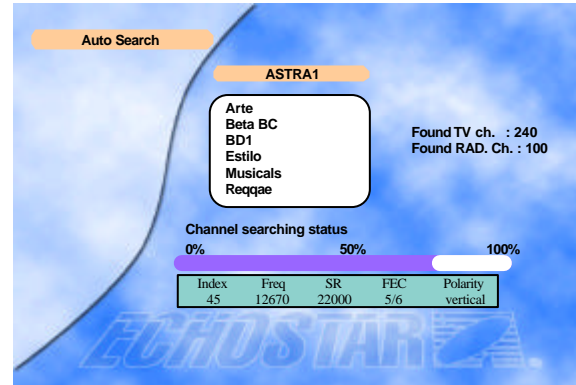 Auto Search
ASTRA1
Arte
Beta BC
BD1
Estilo
Musicals
Reqqae
Found TV ch. : 240
Found RAD. Ch. : 100
Channel searching status
0% 50% 100%
Index Freq SR FEC Polarity
45 12670 22000 5/6 vertical
ECHOSTAR